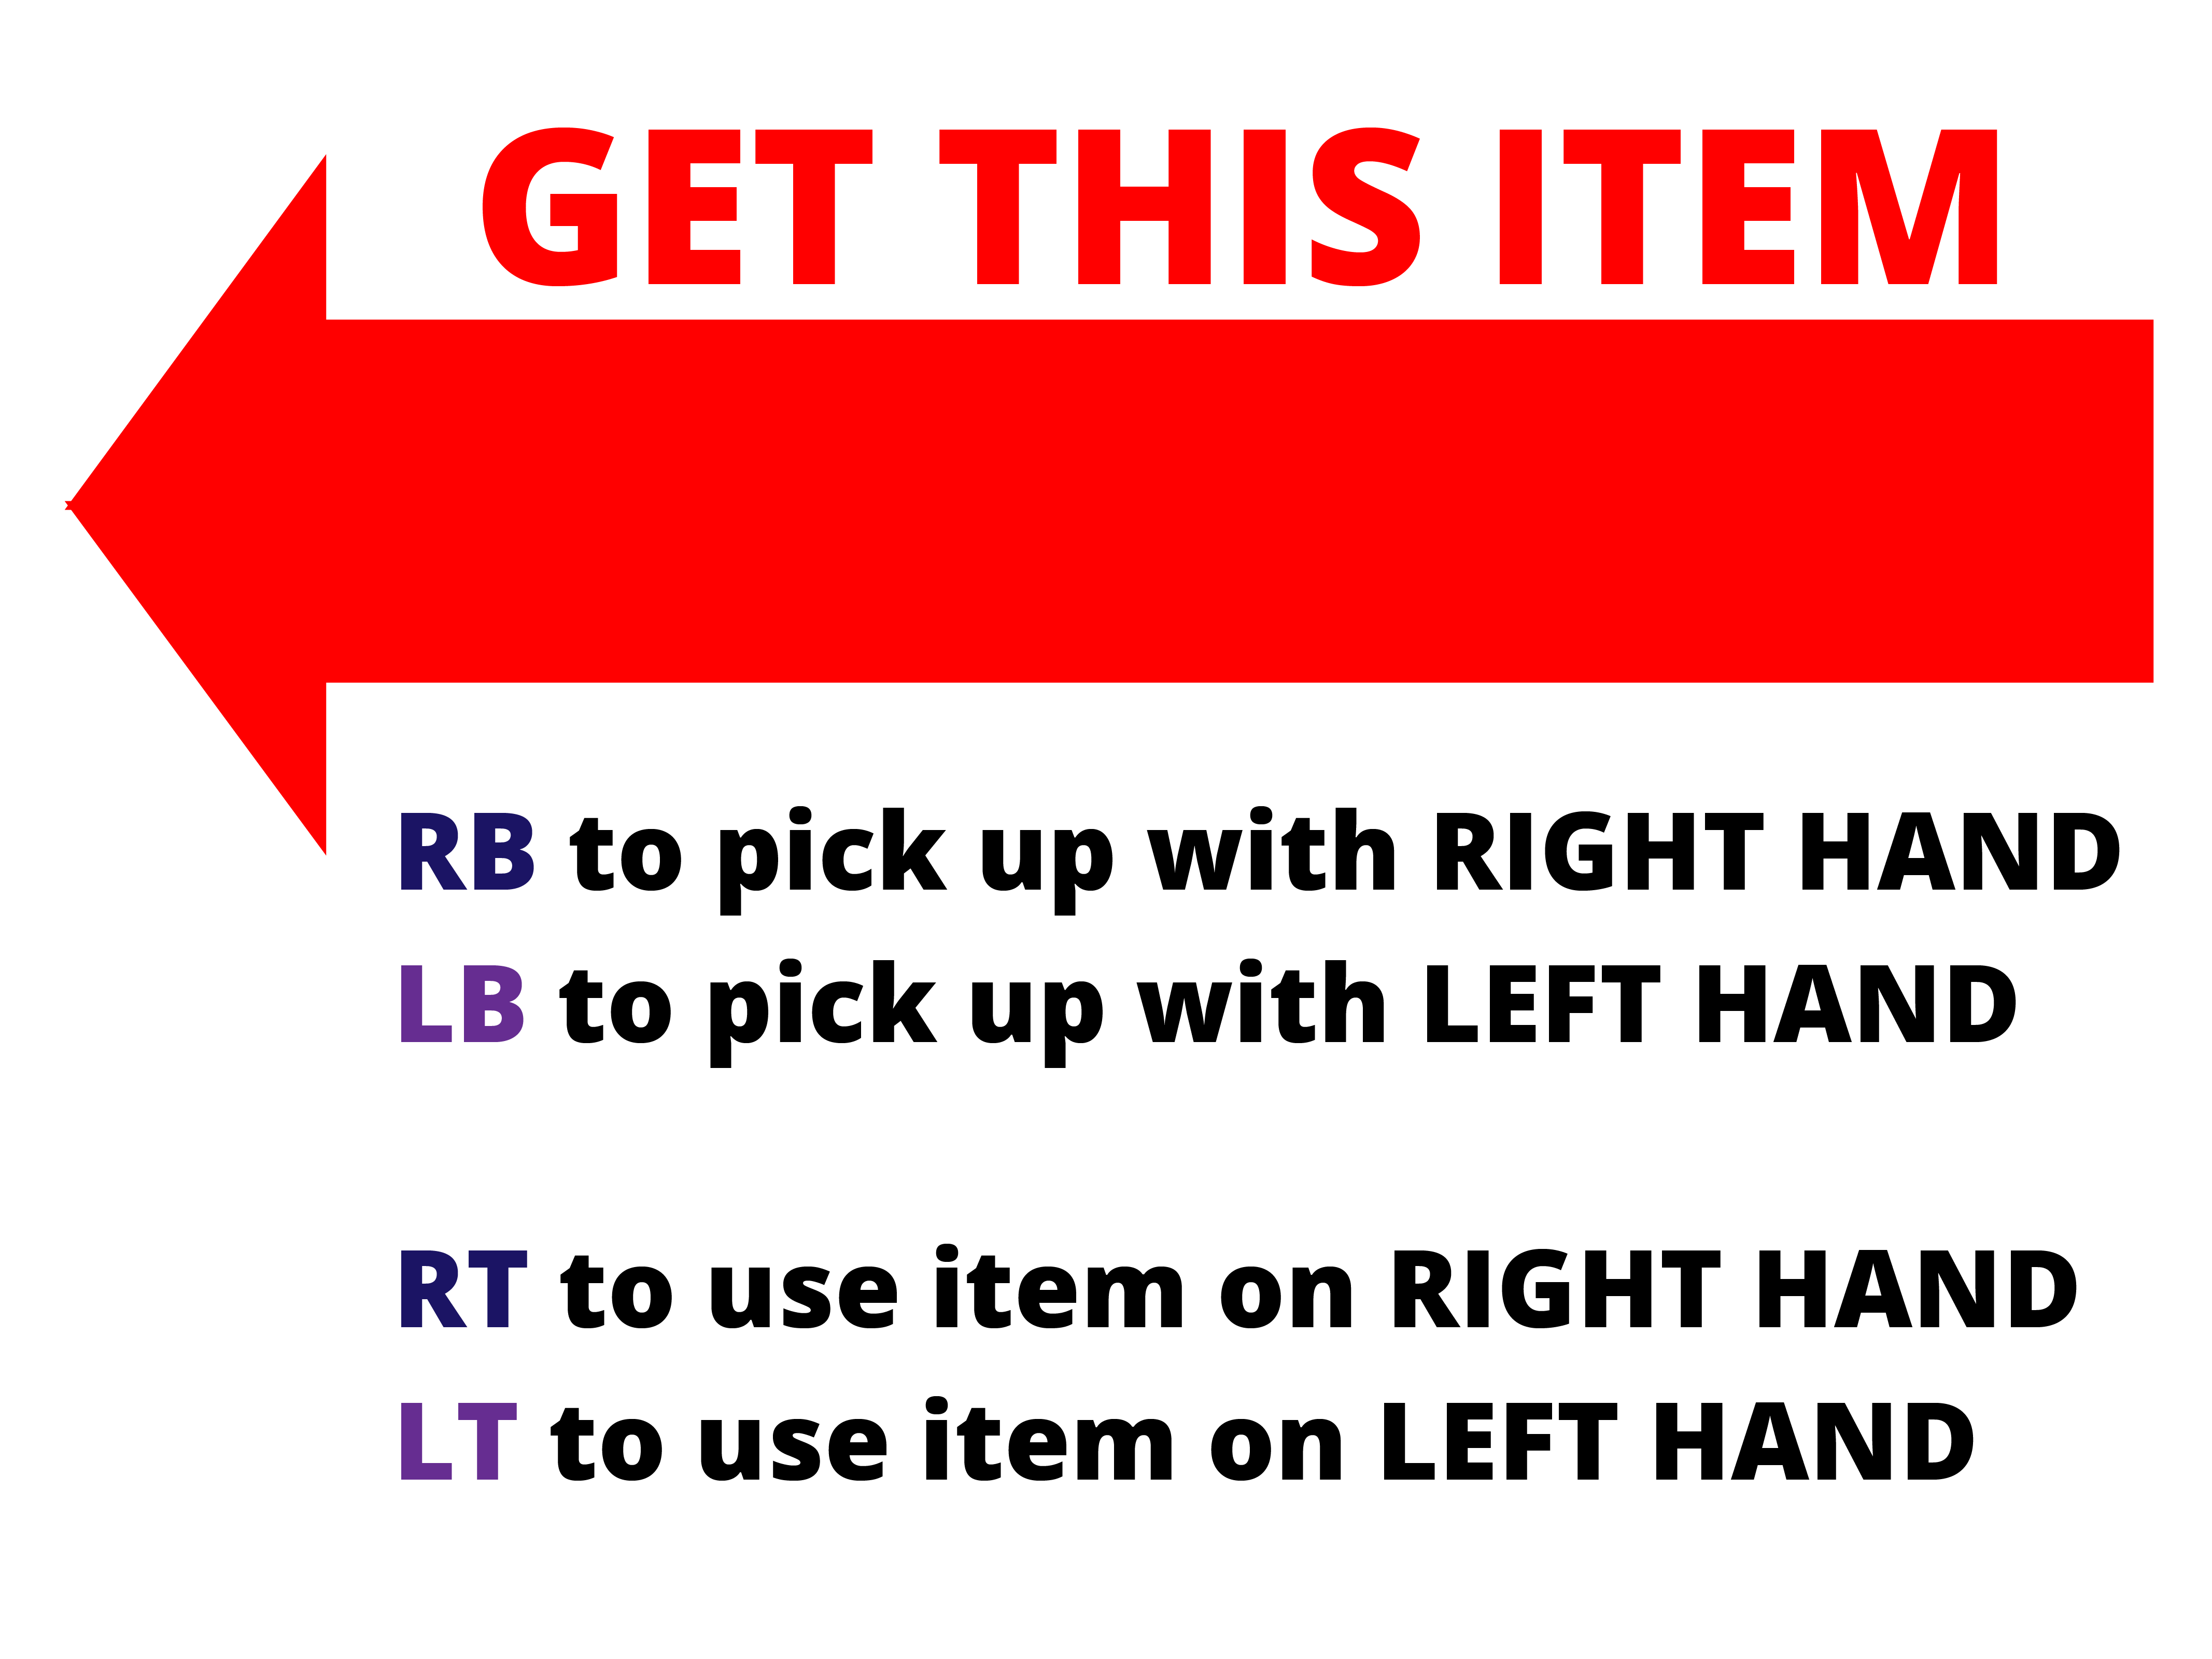 GET THIS ITEM
RB to pick up with RIGHT HAND
LB to pick up with LEFT HAND
RT to use item on RIGHT HAND
LT to use item on LEFT HAND